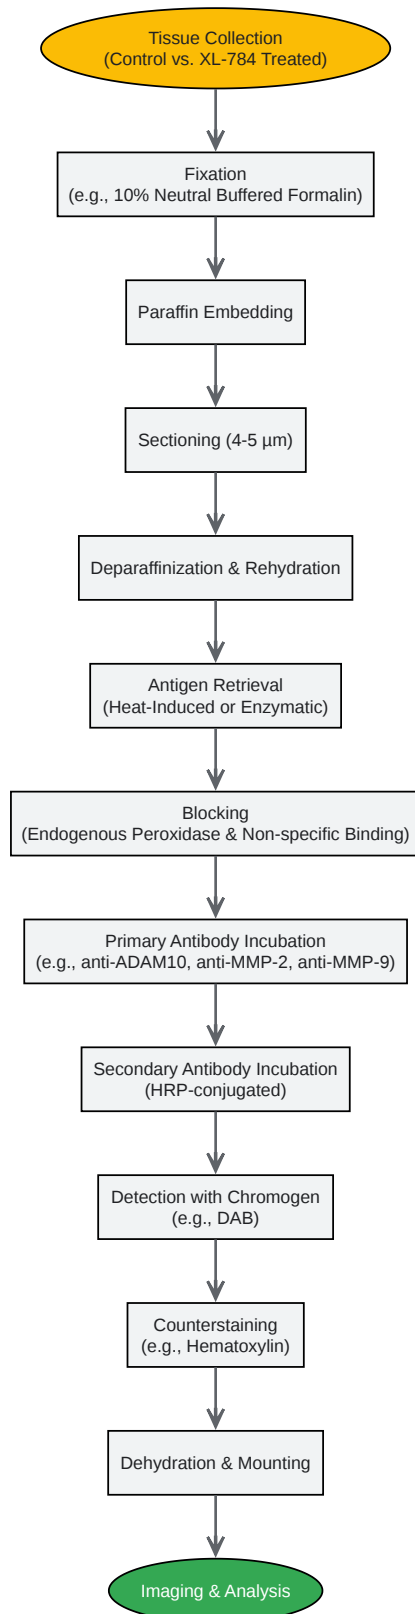 Tissue Collection
(Control vs. XL-784 Treated)
Fixation
(e.g., 10% Neutral Buffered Formalin)
Paraffin Embedding
Sectioning (4-5 µm)
Deparaffinization & Rehydration
Antigen Retrieval
(Heat-Induced or Enzymatic)
Blocking
(Endogenous Peroxidase & Non-specific Binding)
Primary Antibody Incubation
(e.g., anti-ADAM10, anti-MMP-2, anti-MMP-9)
Secondary Antibody Incubation
(HRP-conjugated)
Detection with Chromogen
(e.g., DAB)
Counterstaining
(e.g., Hematoxylin)
Dehydration & Mounting
Imaging & Analysis